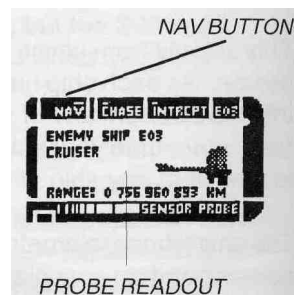 NAV BUTTON
NAV CHASE INTRCPT E03
ENEMY SHIP E03
CRUISER
RANGE: 0 756 960 893 KM
SENSOR PROBE
PROBE READOUT